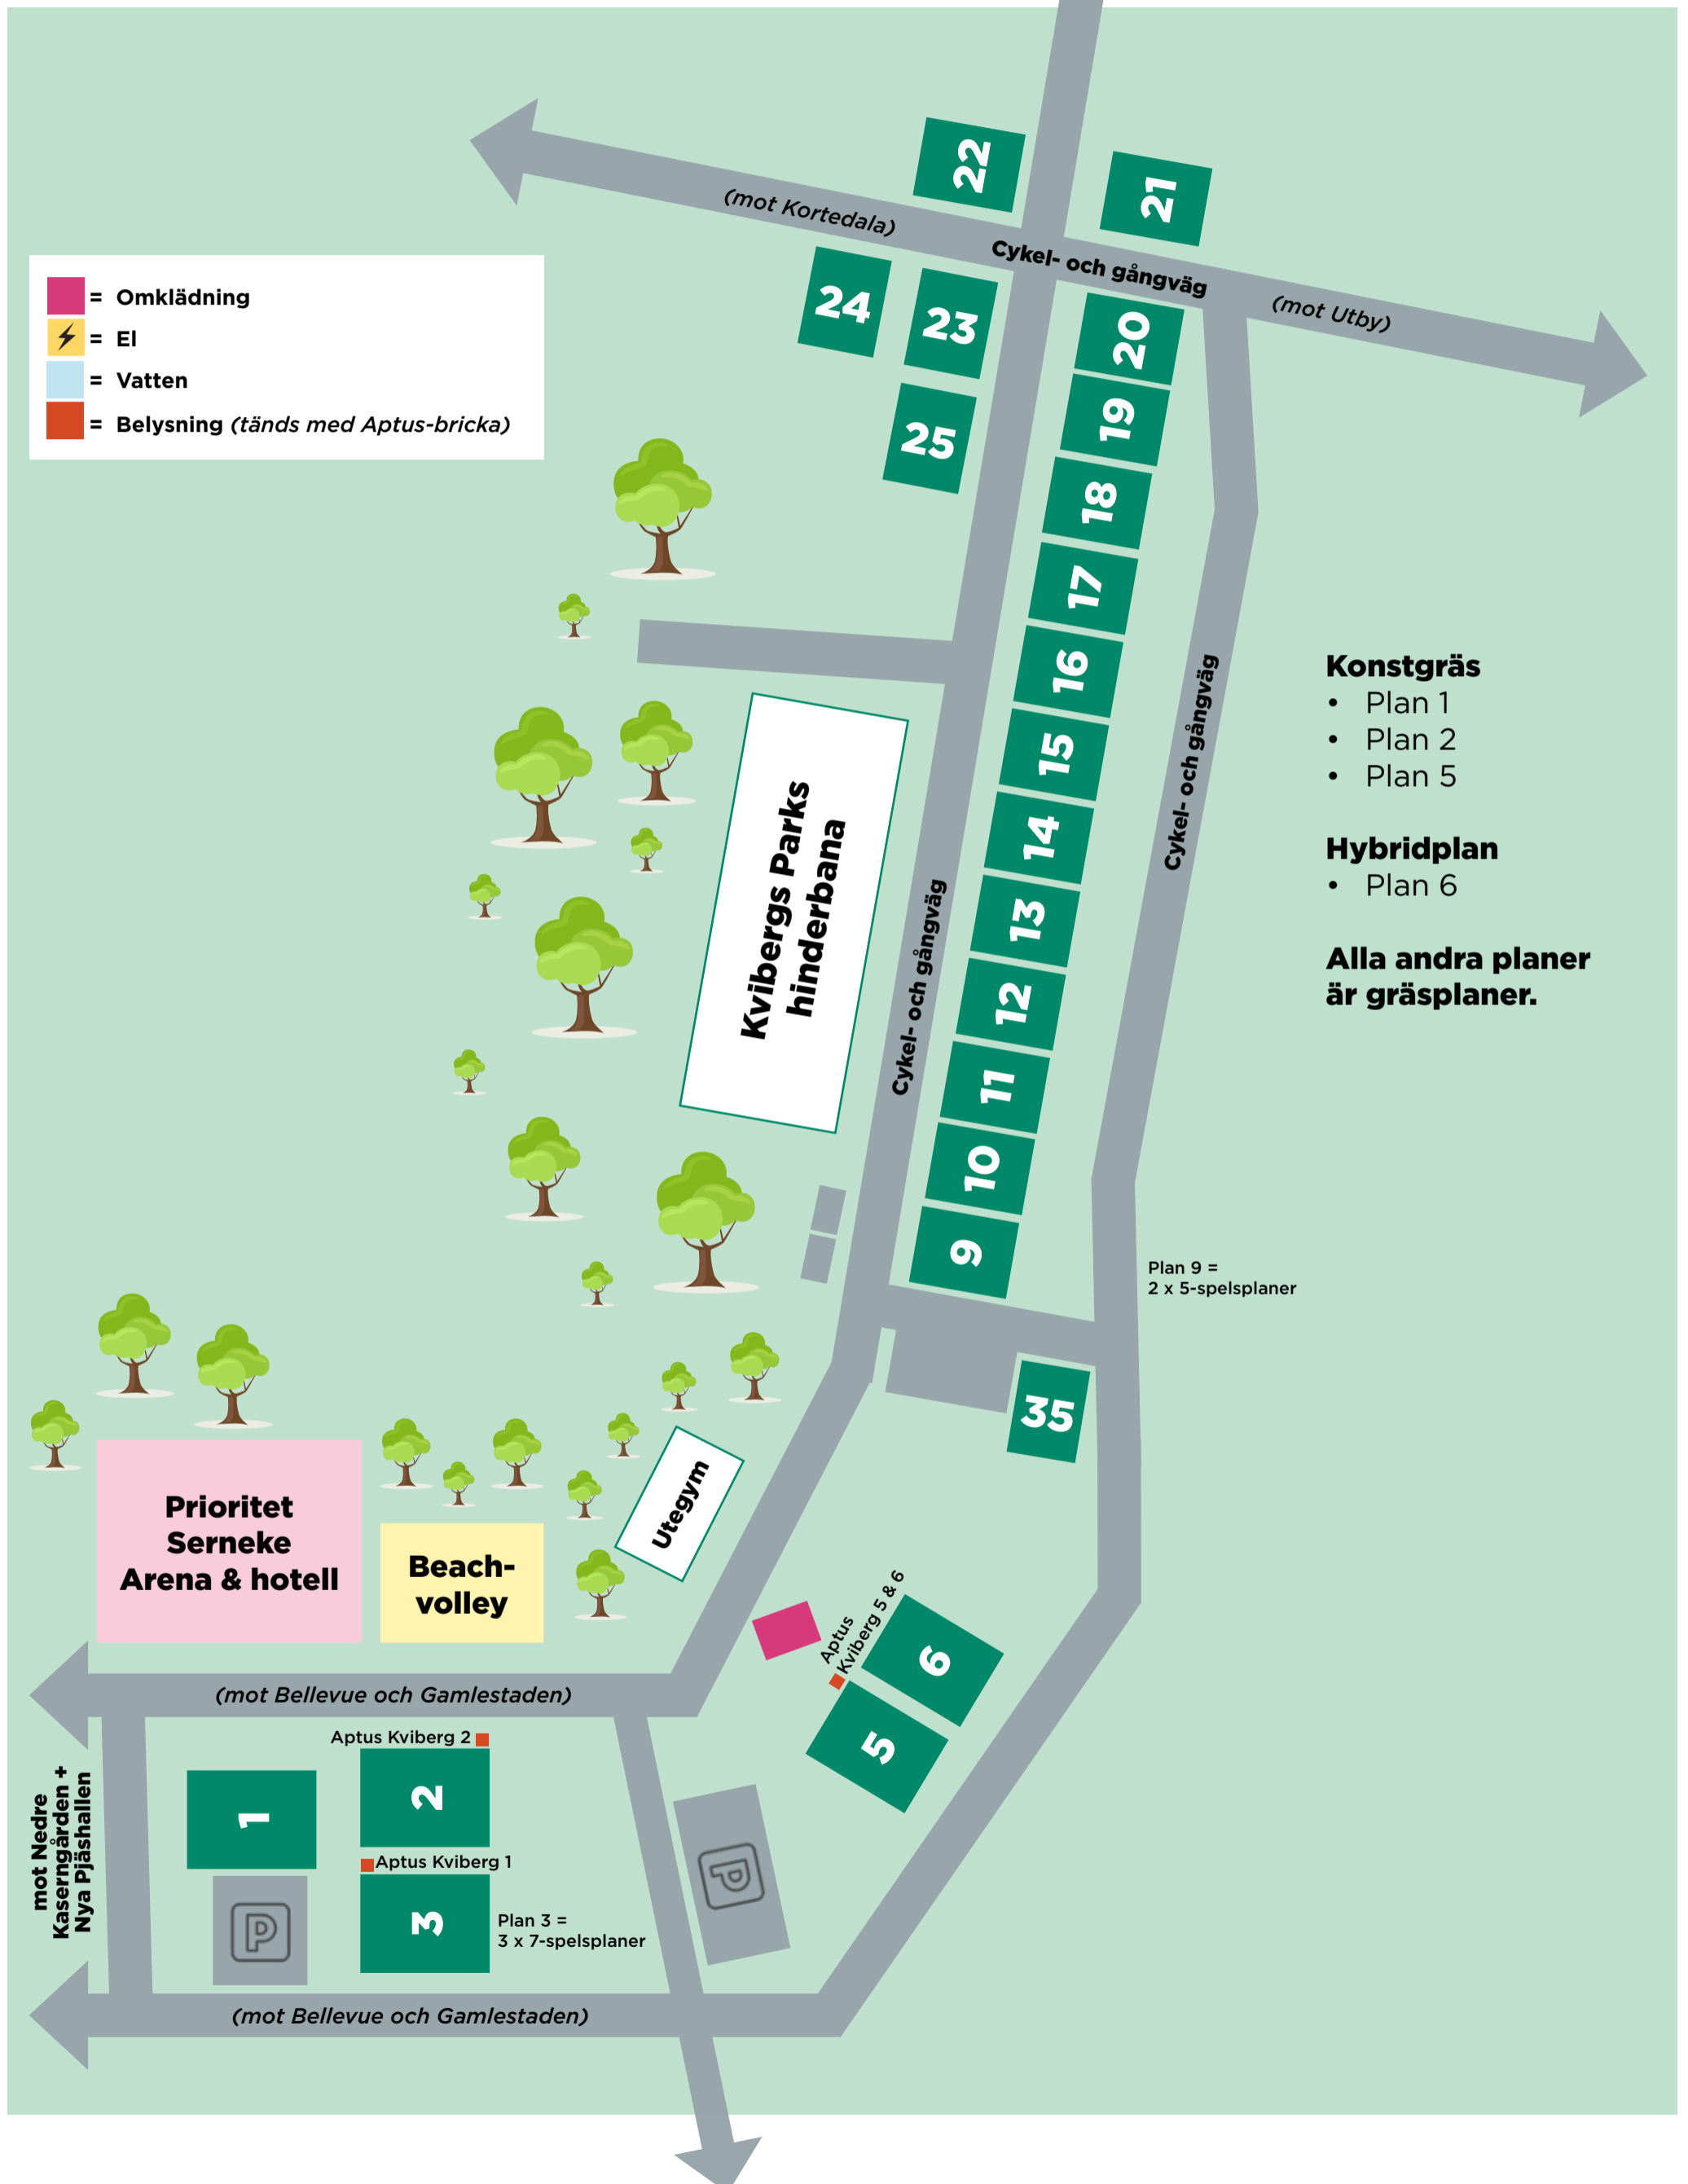 22
21
(mot Kortedala)
Cykel- och gångväg
(mot Utby)
24
23
20
25
19
18
17
16
15
14
13
12
11
10
9
= Omklädning
= El
= Vatten
= Belysning (tänds med Aptus-bricka)
Konstgräs
• Plan 1
• Plan 2
• Plan 5
Hybridplan
• Plan 6
Alla andra planer
är gräsplaner.
Kvibergs Parks
hinderbana
Cykel- och gångväg
Cykel- och gångväg
Plan 9 =
2 x 5-spelsplaner
35
Prioritet
Serneke
Arena & hotell
Beach-
volley
Utegym
Aptus
Kviberg 5 & 6
6
5
(mot Bellevue och Gamlestaden)
Aptus Kviberg 2
mot Nedre
Kaserngården +
Nya Pjäshallen
1
2
Aptus Kviberg 1
P
3
Plan 3 =
3 x 7-spelsplaner
P
(mot Bellevue och Gamlestaden)